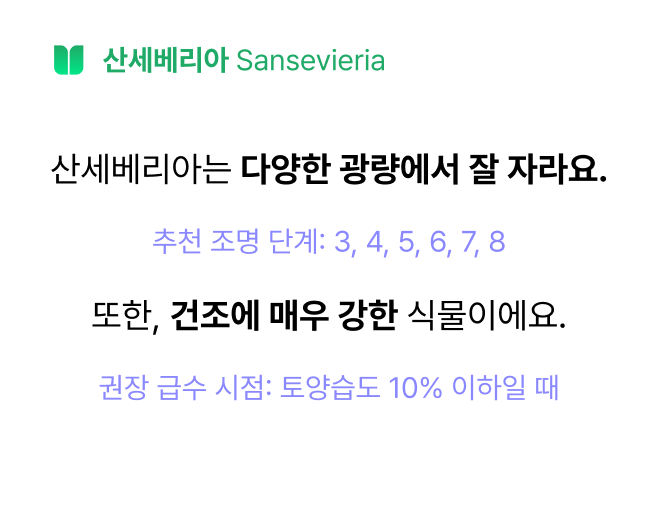 산세베리아 Sansevieria
산세베리아는 다양한 광량에서 잘 자라요.
추천 조명 단계: 3, 4, 5, 6, 7, 8
또한, 건조에 매우 강한 식물이에요.
권장 급수 시점: 토양습도 10% 이하일 때